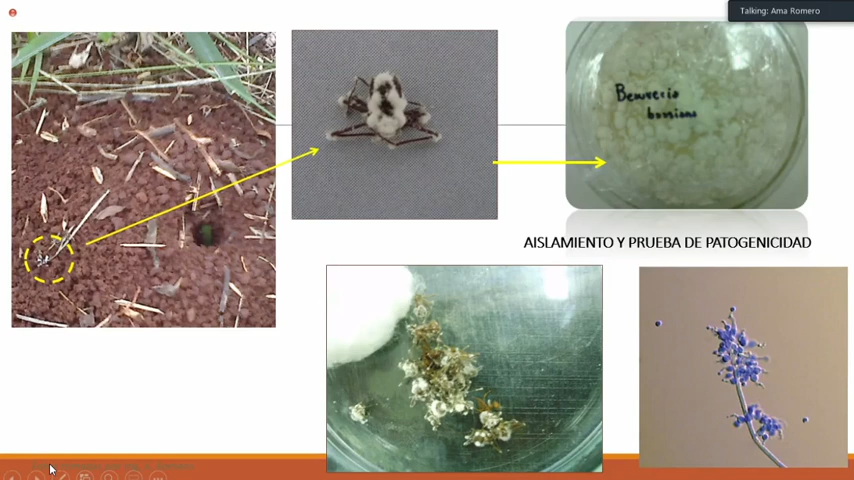 Talking: Ama Romero
Beauveria
bassiana
AISLAMIENTO Y PRUEBA DE PATOGENICIDAD